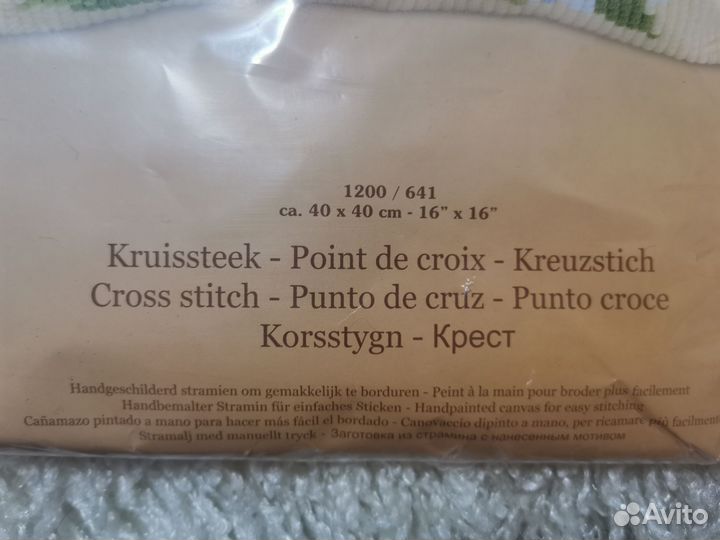 1200 / 641
ca. 40 x 40 cm - 16” x 16”
Kruissteek - Point de croix - Kreuzstich
Cross stitch - Punto de cruz - Punto croce
Korsstygn - Крест
Handgeschilderd stramien om gemakkelijk te borduren - Peint à la main pour broder plus facilement
Handbemalter Stramin für einfaches Sticken - Handpainted canvas for easy stitching
Cañamazo pintado a mano para hacer más fácil el bordado - Canovaccio dipinto a mano, per ricamare più facilment
Stramalj med manuellt tryck - Заготовка из страмина с нанесенным мотивом
Avito